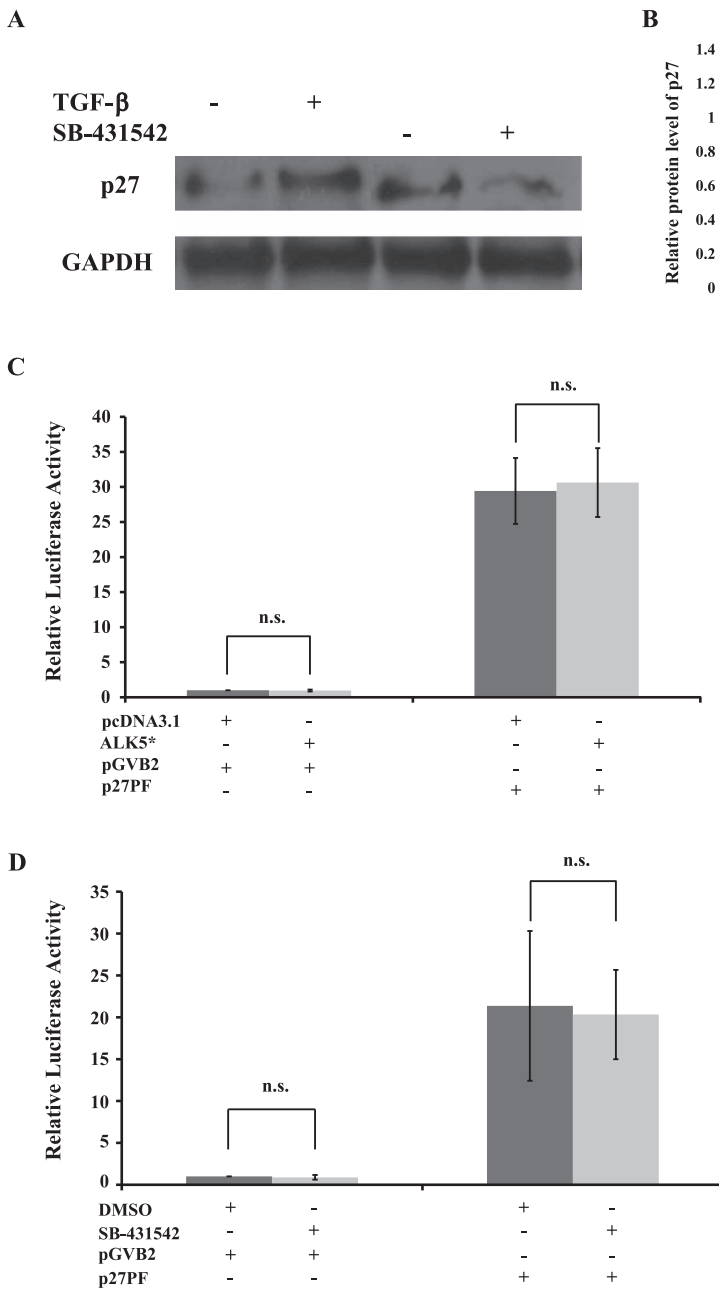 A
TGF-β - +
SB-431542 - +
p27
GAPDH
B
Relative protein level of p27
1.4
1.2
1
0.8
0.6
0.4
0.2
0
C
Relative Luciferase Activity
40
35
30
25
20
15
10
5
0
n.s.
n.s.
pcDNA3.1 + - + -
ALK5* - + - +
pGVB2 + + - -
p27PF - - + +
D
Relative Luciferase Activity
35
30
25
20
15
10
5
0
n.s.
n.s.
DMSO + - + -
SB-431542 - + - +
pGVB2 + + - -
p27PF - - + +